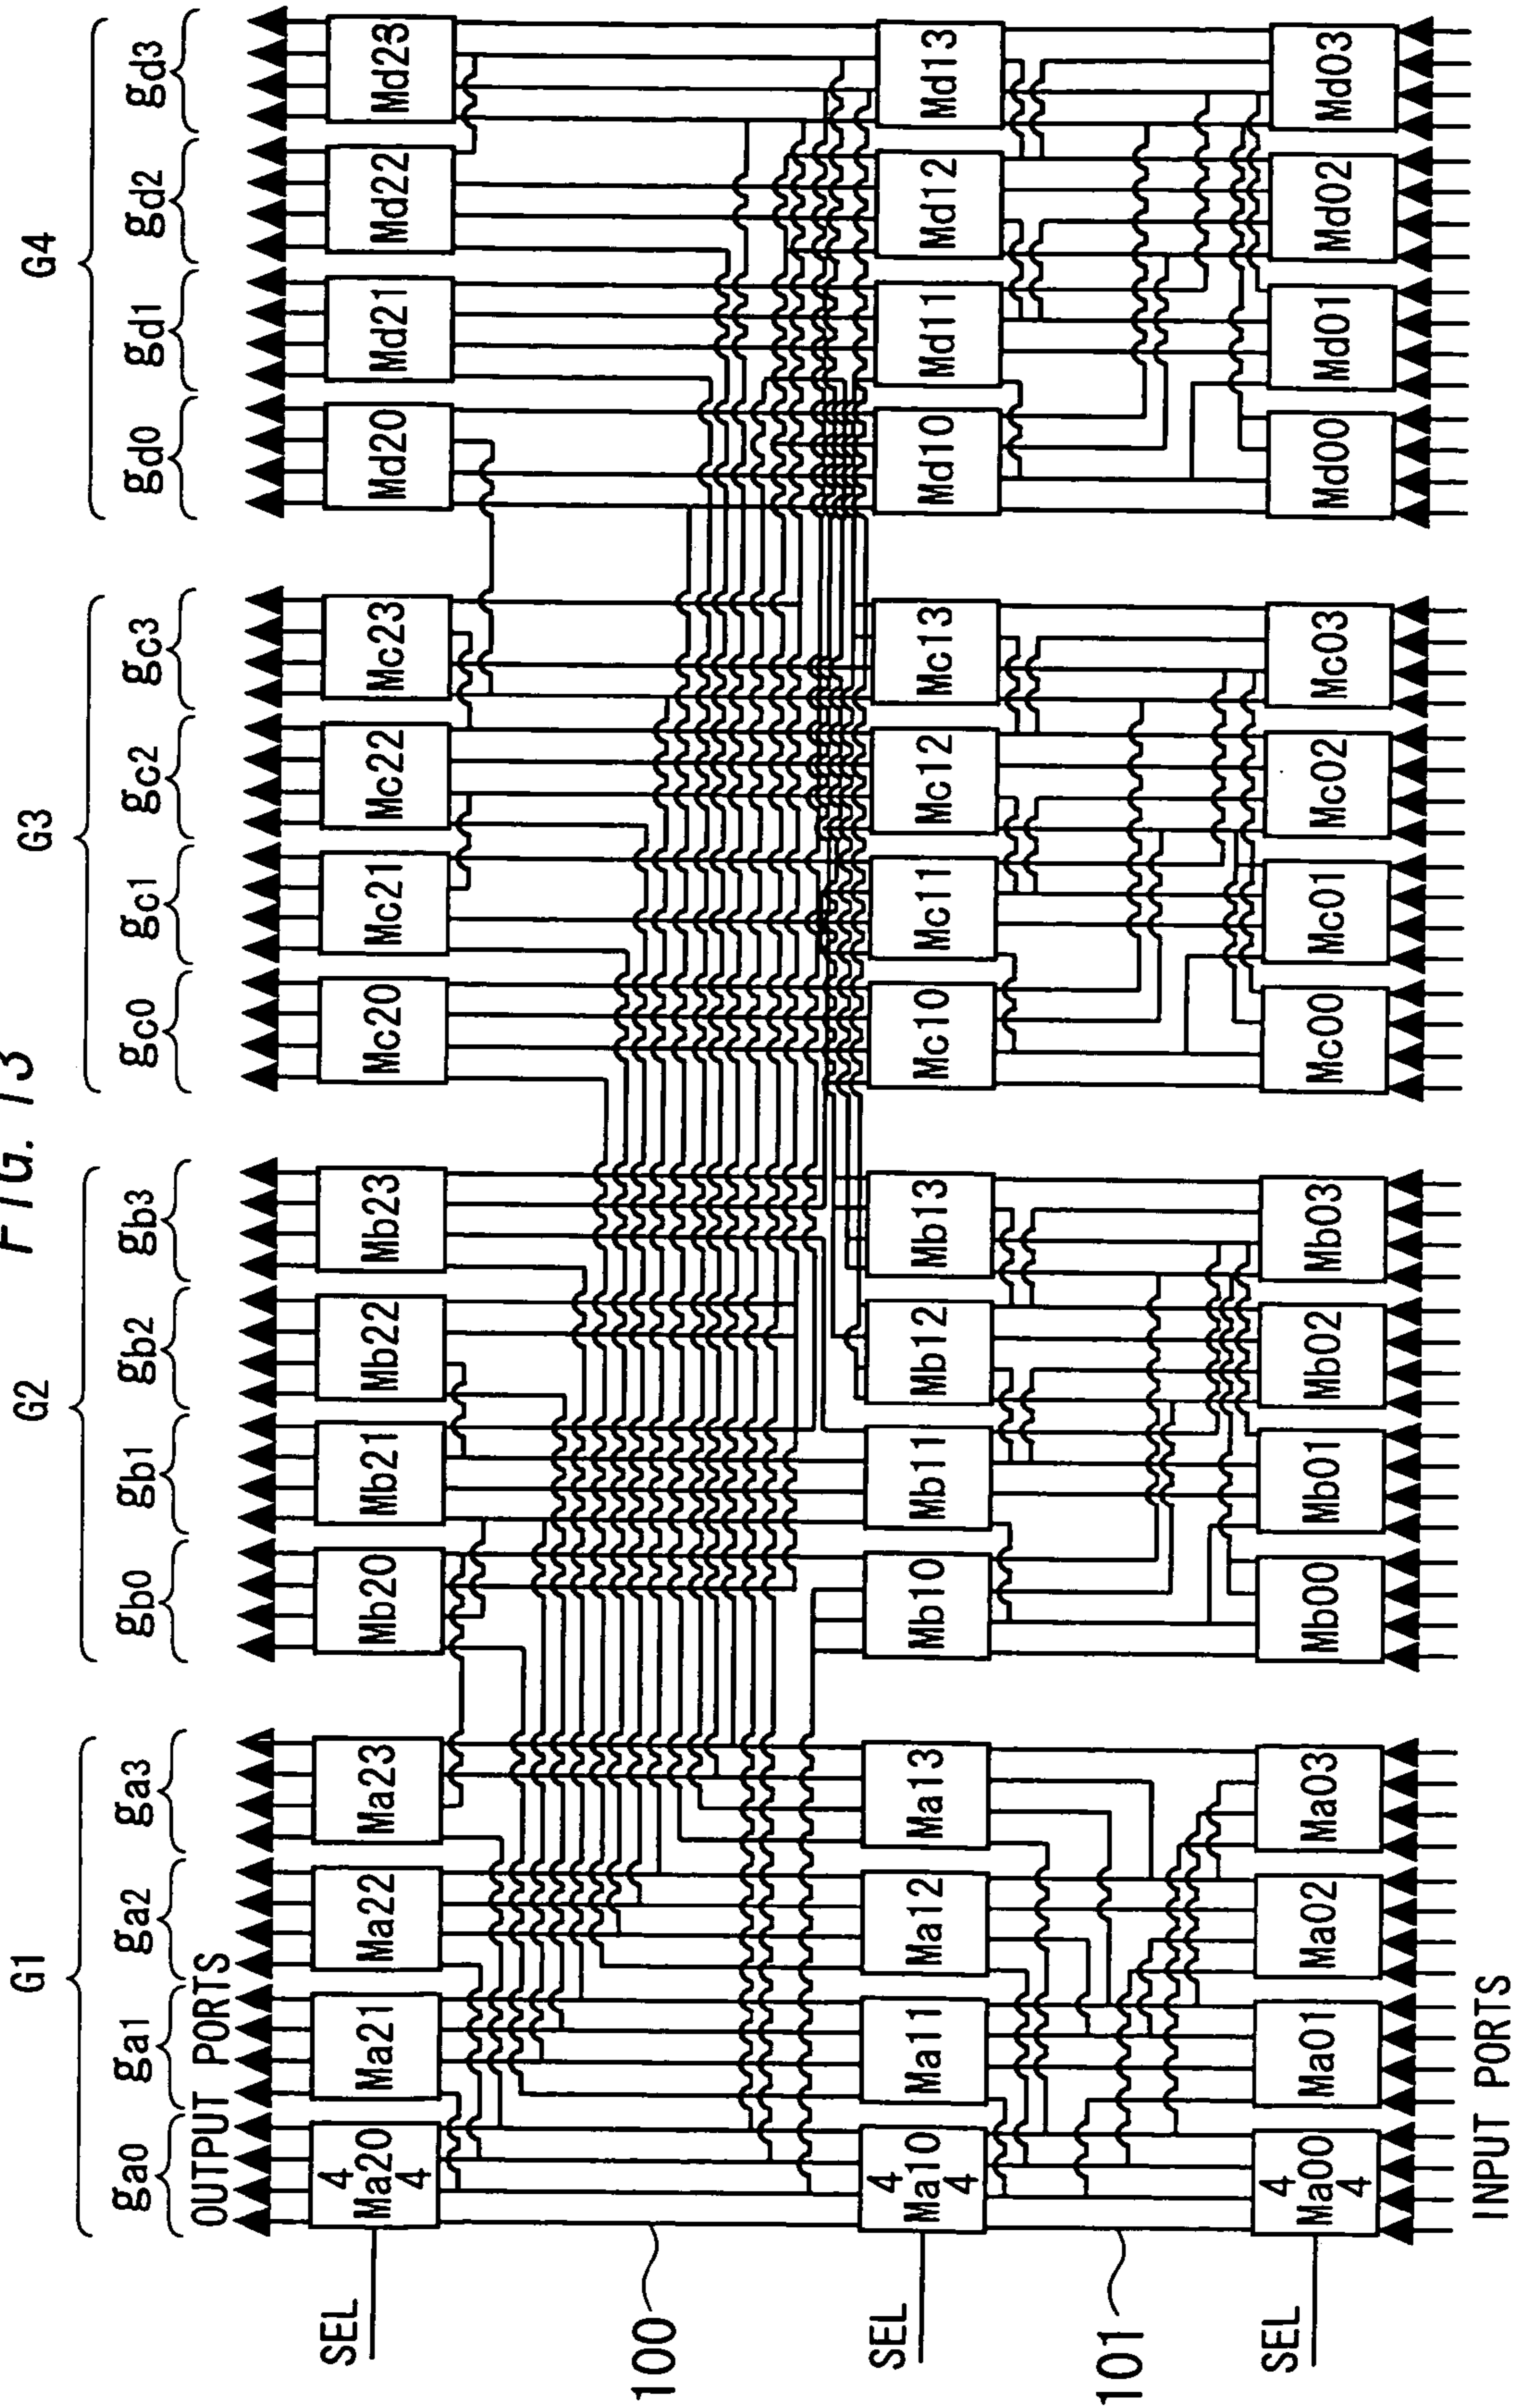 FIG. 13
G1 G2 G3 G4
ga0 ga1 ga2 ga3 gb0 gb1 gb2 gb3 gc0 gc1 gc2 gc3 gd0 gd1 gd2 gd3
OUTPUT PORTS
SEL
4
Ma20
4
Ma21 Ma22 Ma23 Mb20 Mb21 Mb22 Mb23 Mc20 Mc21 Mc22 Mc23 Md20 Md21 Md22 Md23
100
SEL
4
Ma10
4
Ma11 Ma12 Ma13 Mb10 Mb11 Mb12 Mb13 Mc10 Mc11 Mc12 Mc13 Md10 Md11 Md12 Md13
101
SEL
4
Ma00
4
Ma01 Ma02 Ma03 Mb00 Mb01 Mb02 Mb03 Mc00 Mc01 Mc02 Mc03 Md00 Md01 Md02 Md03
INPUT PORTS